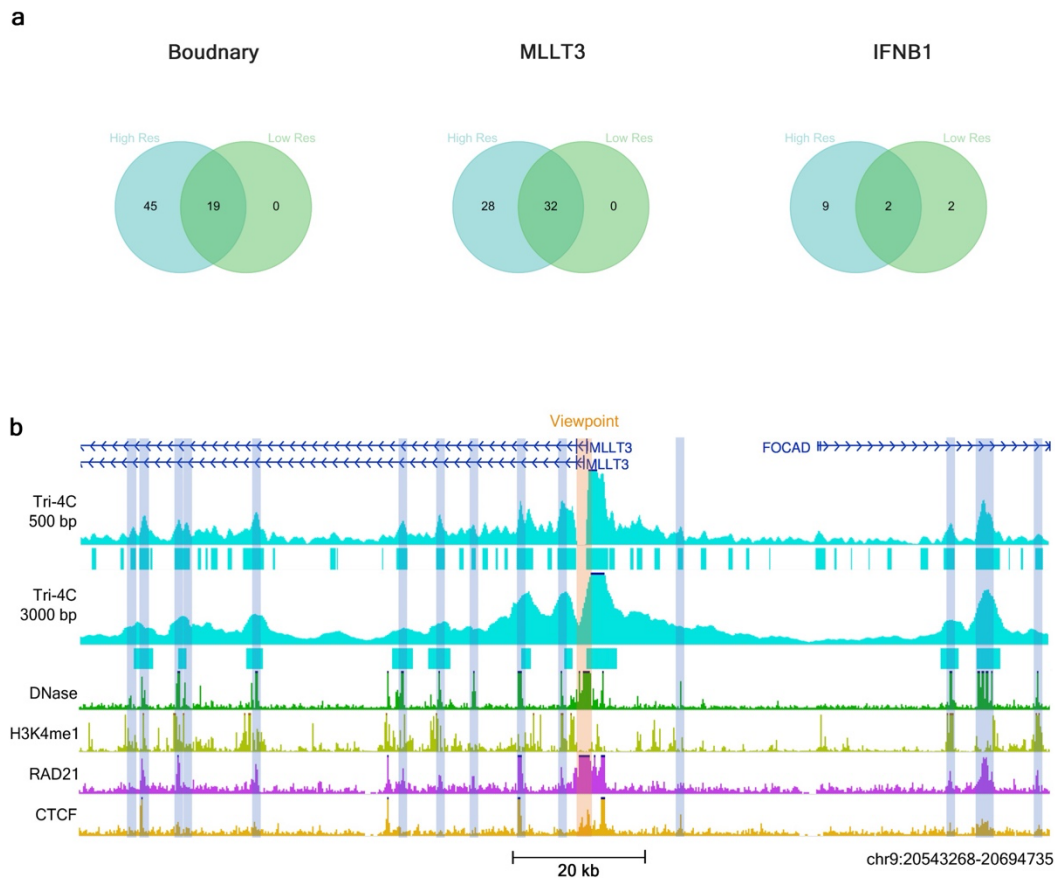 a
Boudnary MLLT3 IFNB1
High Res Low Res High Res Low Res High Res Low Res
45 19 0 28 32 0 9 2 2
b
Viewpoint
MLLT3 FOCAD
MLLT3
Tri-4C
500 bp
Tri-4C
3000 bp
DNase
H3K4me1
RAD21
CTCF
20 kb
chr9:20543268-20694735